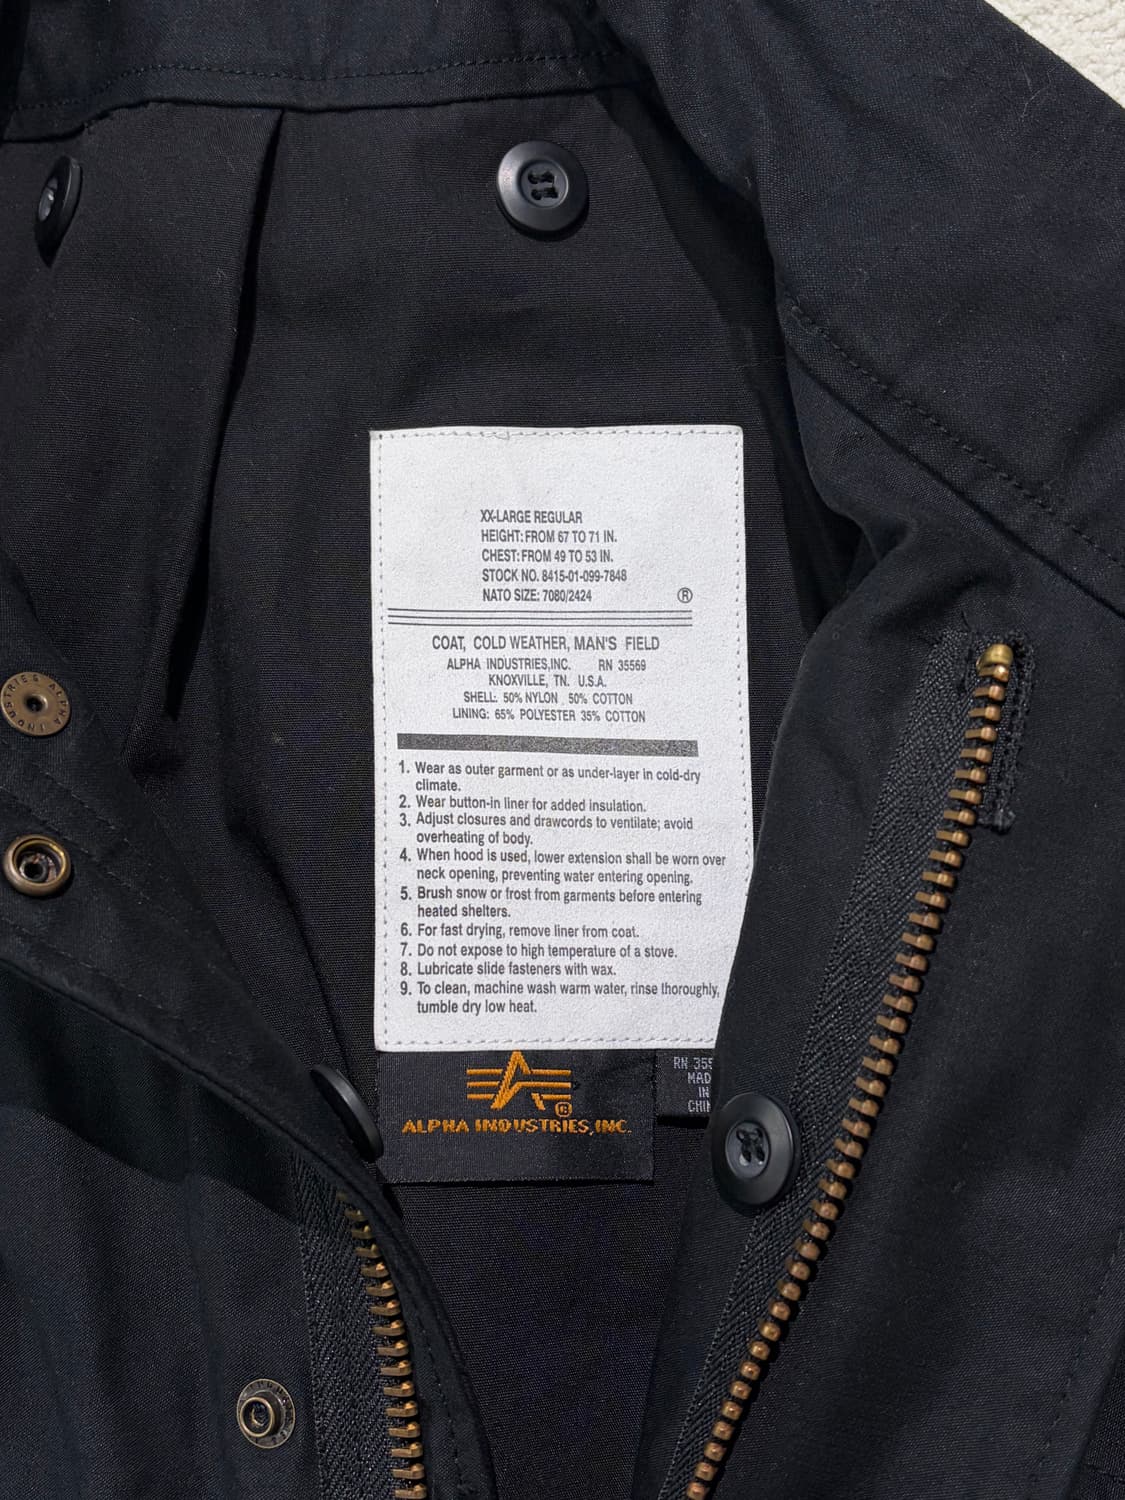 XX-LARGE REGULAR
HEIGHT: FROM 67 TO 71 IN.
CHEST: FROM 49 TO 53 IN.
STOCK NO. 8415-01-099-7848
NATO SIZE: 7080/2424
®
COAT, COLD WEATHER, MAN'S FIELD
ALPHA INDUSTRIES,INC. RN 35569
KNOXVILLE, TN. U.S.A.
SHELL: 50% NYLON 50% COTTON
LINING: 65% POLYESTER 35% COTTON
1. Wear as outer garment or as under-layer in cold-dry
climate.
2. Wear button-in liner for added insulation.
3. Adjust closures and drawcords to ventilate; avoid
overheating of body.
4. When hood is used, lower extension shall be worn over
neck opening, preventing water entering opening.
5. Brush snow or frost from garments before entering
heated shelters.
6. For fast drying, remove liner from coat.
7. Do not expose to high temperature of a stove.
8. Lubricate slide fasteners with wax.
9. To clean, machine wash warm water, rinse thoroughly,
tumble dry low heat.
®
ALPHA INDUSTRIES, INC.
RN 355
MAD
IN
CHI
INDUSTRIES ALPHA